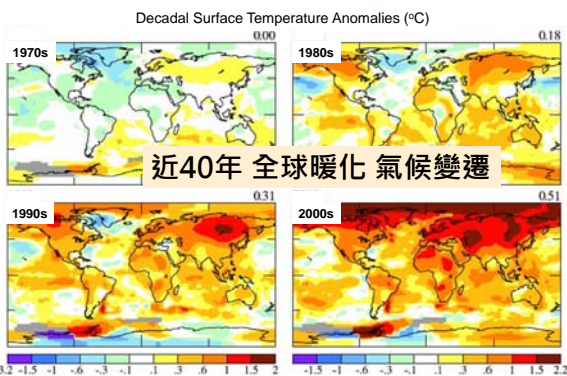 Decadal Surface Temperature Anomalies (°C)
0.00
0.18
1970s
1980s
近40年 全球暖化 氣候變遷
0.31
0.51
1990s
2000s
3.2 -1.5 -1 -.6 -.3 -.1 .1 .3 .6 1 1.5 2
-1.5 -1 -.6 -.3 -.1 .1 .3 .6 1 1.5 2.2